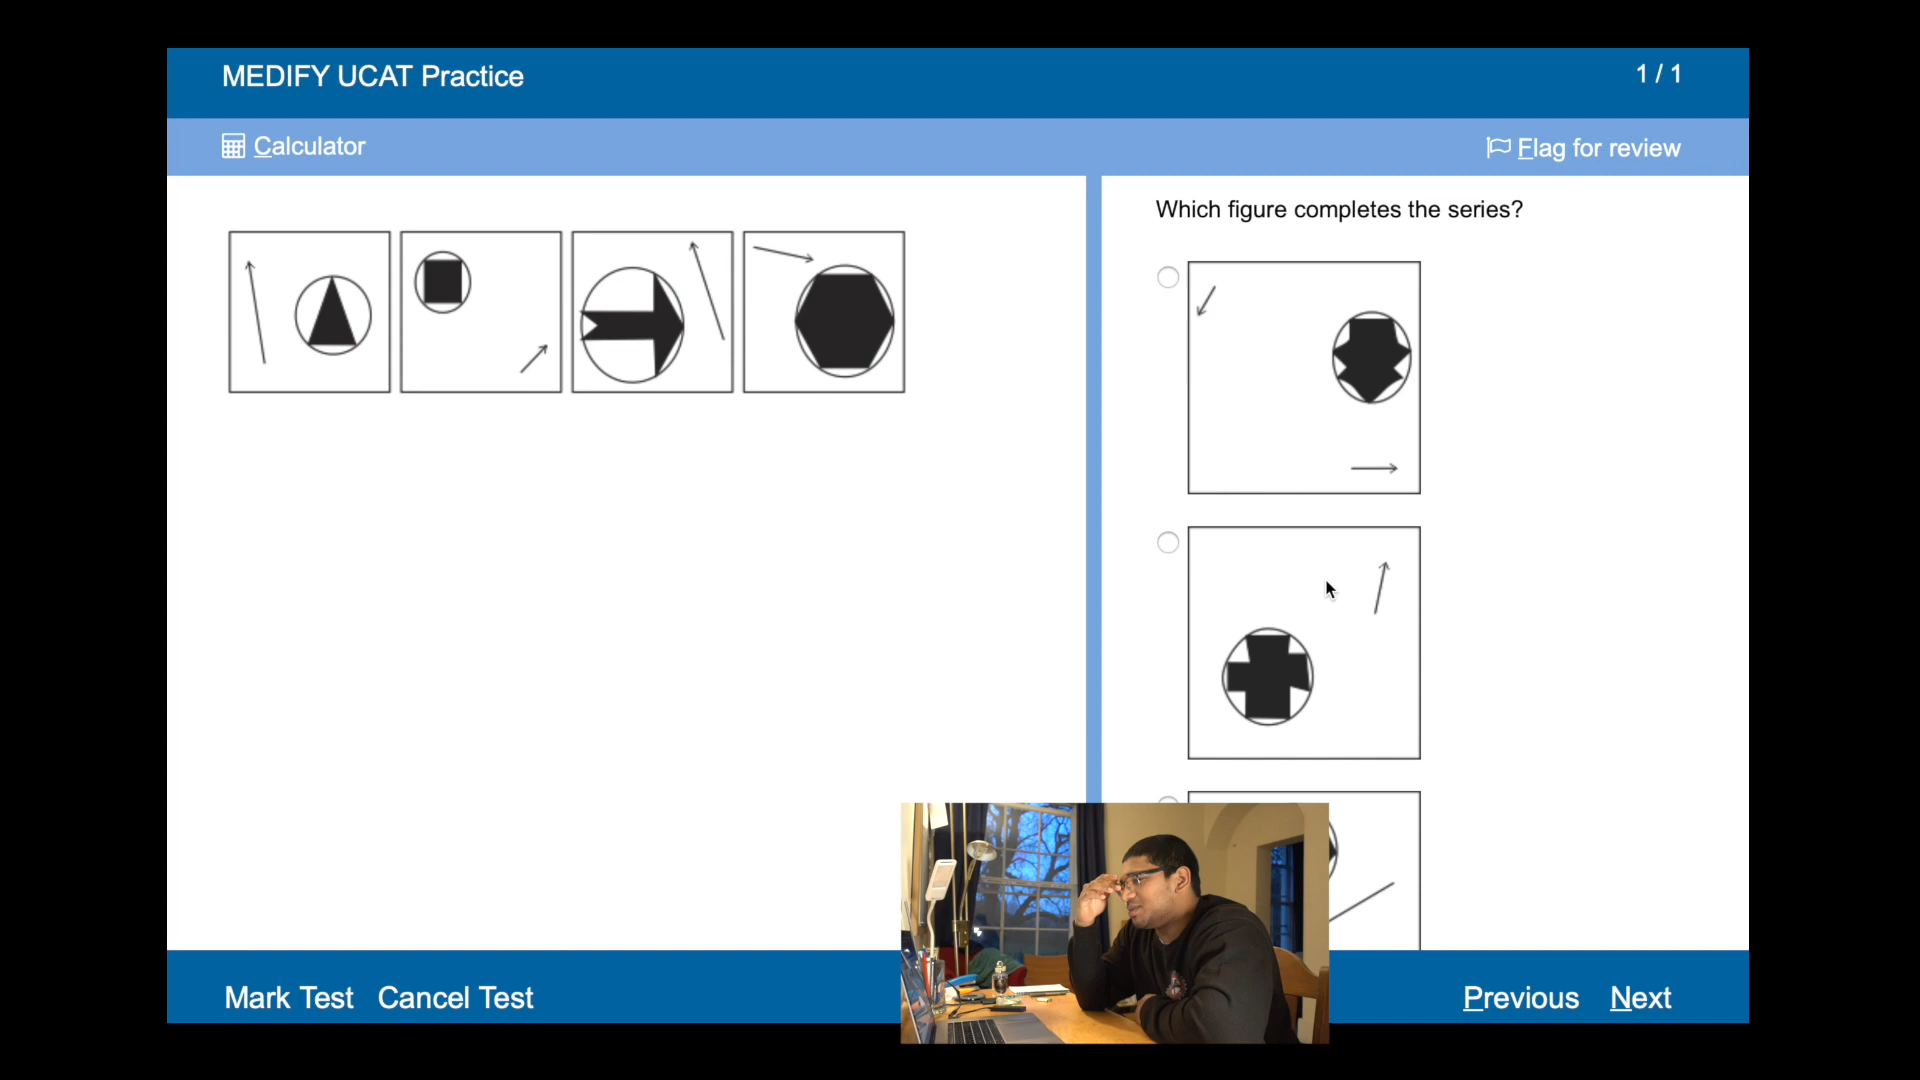 MEDIFY UCAT Practice
1 / 1
Calculator
Flag for review
Which figure completes the series?
Mark Test
Cancel Test
Previous
Next